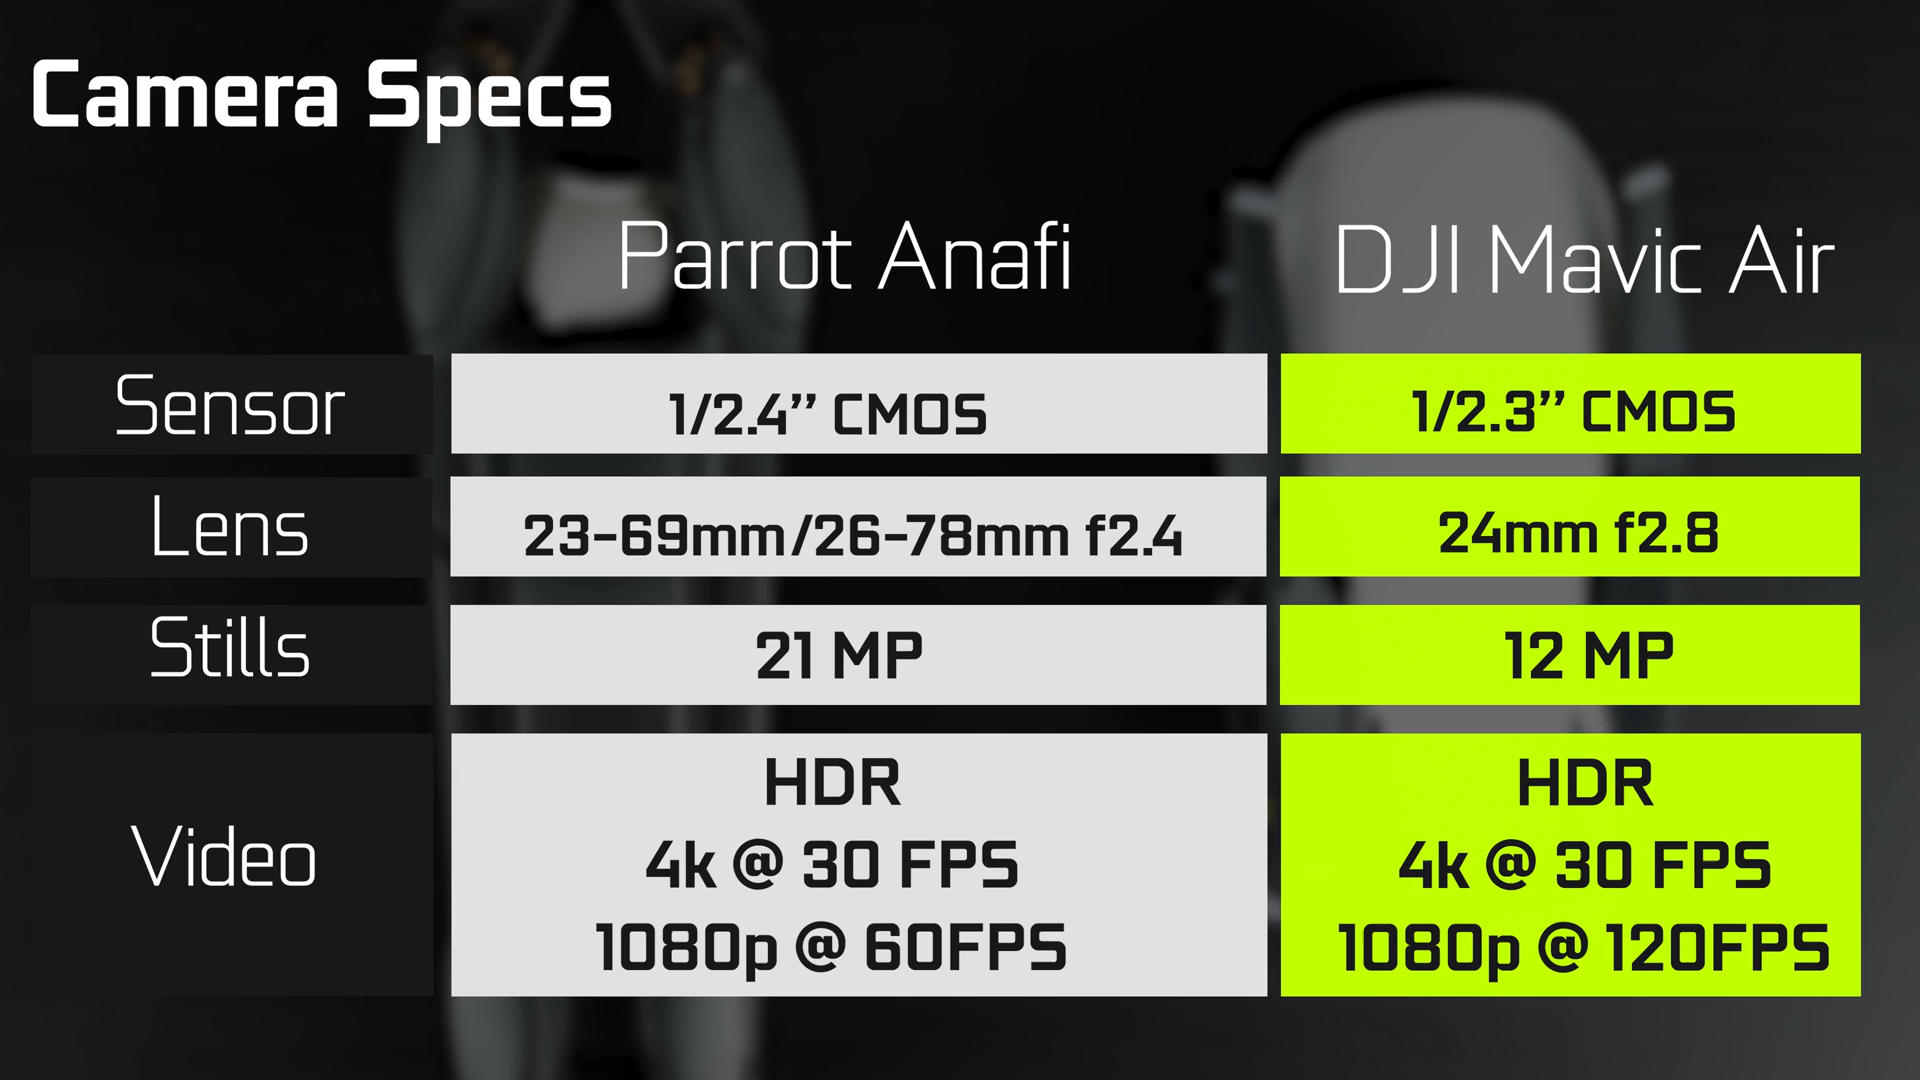 Camera Specs
Parrot Anafi DJI Mavic Air
Sensor 1/2.4” CMOS 1/2.3” CMOS
Lens 23-69mm/26-78mm f2.4 24mm f2.8
Stills 21 MP 12 MP
Video
HDR HDR
4k @ 30 FPS 4k @ 30 FPS
1080p @ 60FPS 1080p @ 120FPS